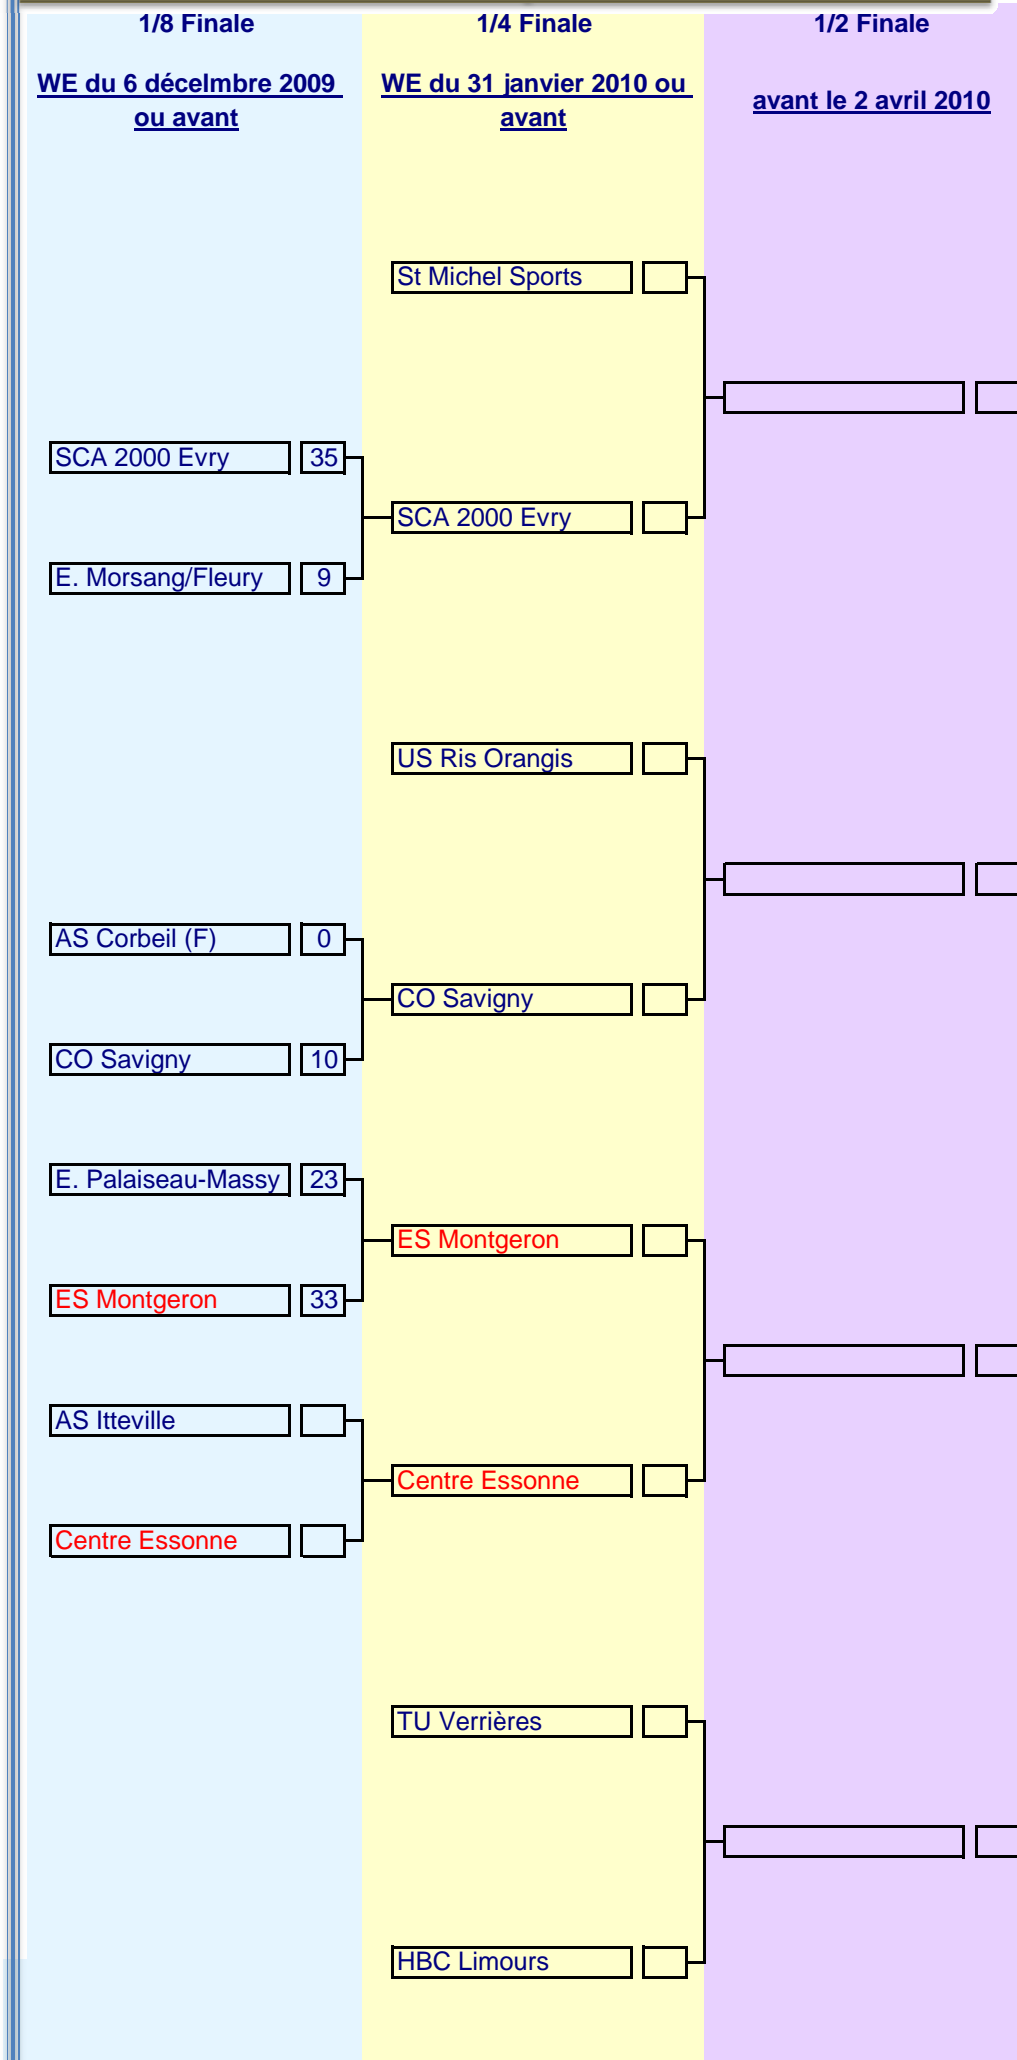 1/8 Finale
1/4 Finale
1/2 Finale
WE du 6 décelmbre 2009
ou avant
WE du 31 janvier 2010 ou
avant
avant le 2 avril 2010
St Michel Sports
SCA 2000 Evry 35
SCA 2000 Evry
E. Morsang/Fleury 9
US Ris Orangis
AS Corbeil (F) 0
CO Savigny
CO Savigny 10
E. Palaiseau-Massy 23
ES Montgeron
ES Montgeron 33
AS Itteville
Centre Essonne
Centre Essonne
TU Verrières
HBC Limours